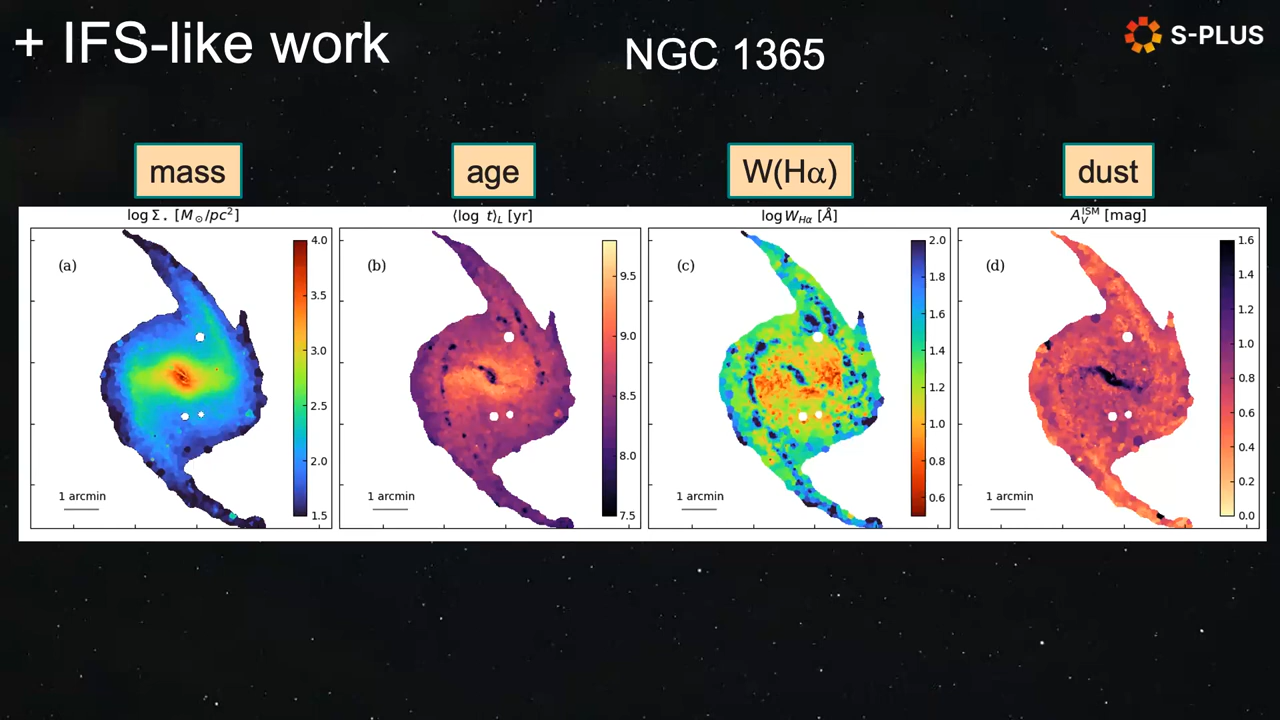 + IFS-like work
NGC 1365
S-PLUS
mass
age
W(Hα)
dust
log Σ⋆ [M⊙/pc²]
⟨log t⟩L [yr]
log WHα [Å]
A_V^ISM [mag]
(a)
4.0
3.5
3.0
2.5
2.0
1.5
1 arcmin
(b)
9.5
9.0
8.5
8.0
7.5
1 arcmin
(c)
2.0
1.8
1.6
1.4
1.2
1.0
0.8
0.6
1 arcmin
(d)
1.6
1.4
1.2
1.0
0.8
0.6
0.4
0.2
0.0
1 arcmin